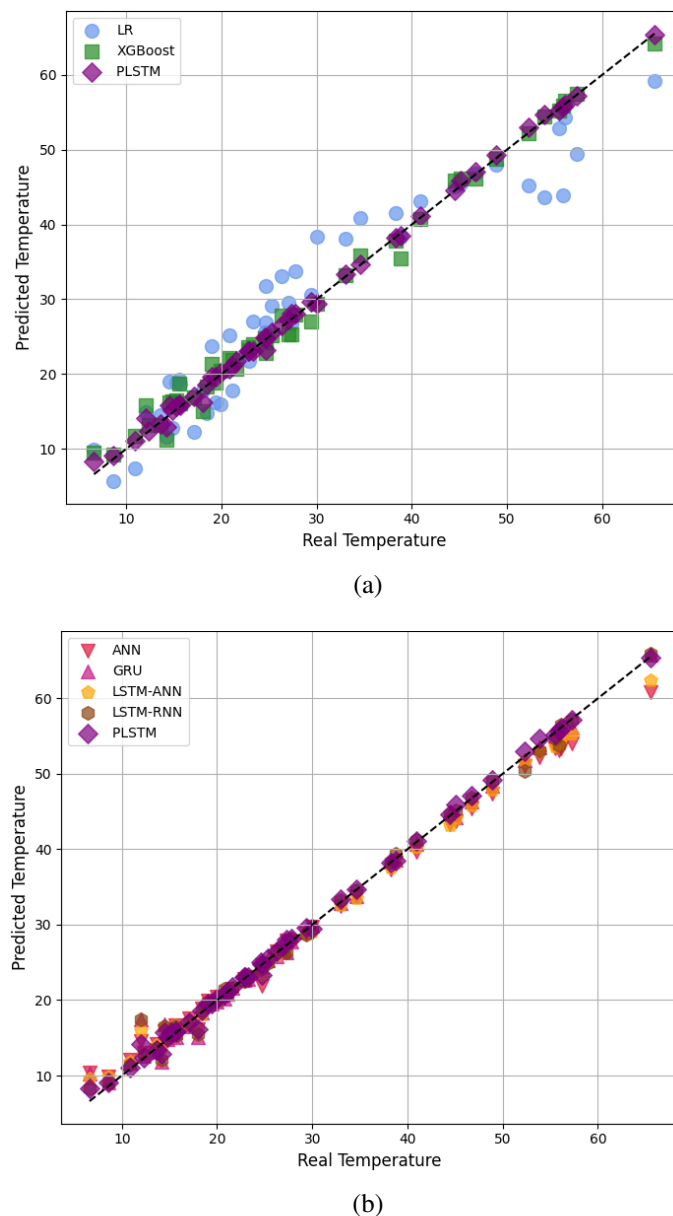 LR
XGBoost
PLSTM
60
50
40
30
20
10
Predicted Temperature
10 20 30 40 50 60
Real Temperature
(a)
ANN
GRU
LSTM-ANN
LSTM-RNN
PLSTM
60
50
40
30
20
10
Predicted Temperature
10 20 30 40 50 60
Real Temperature
(b)